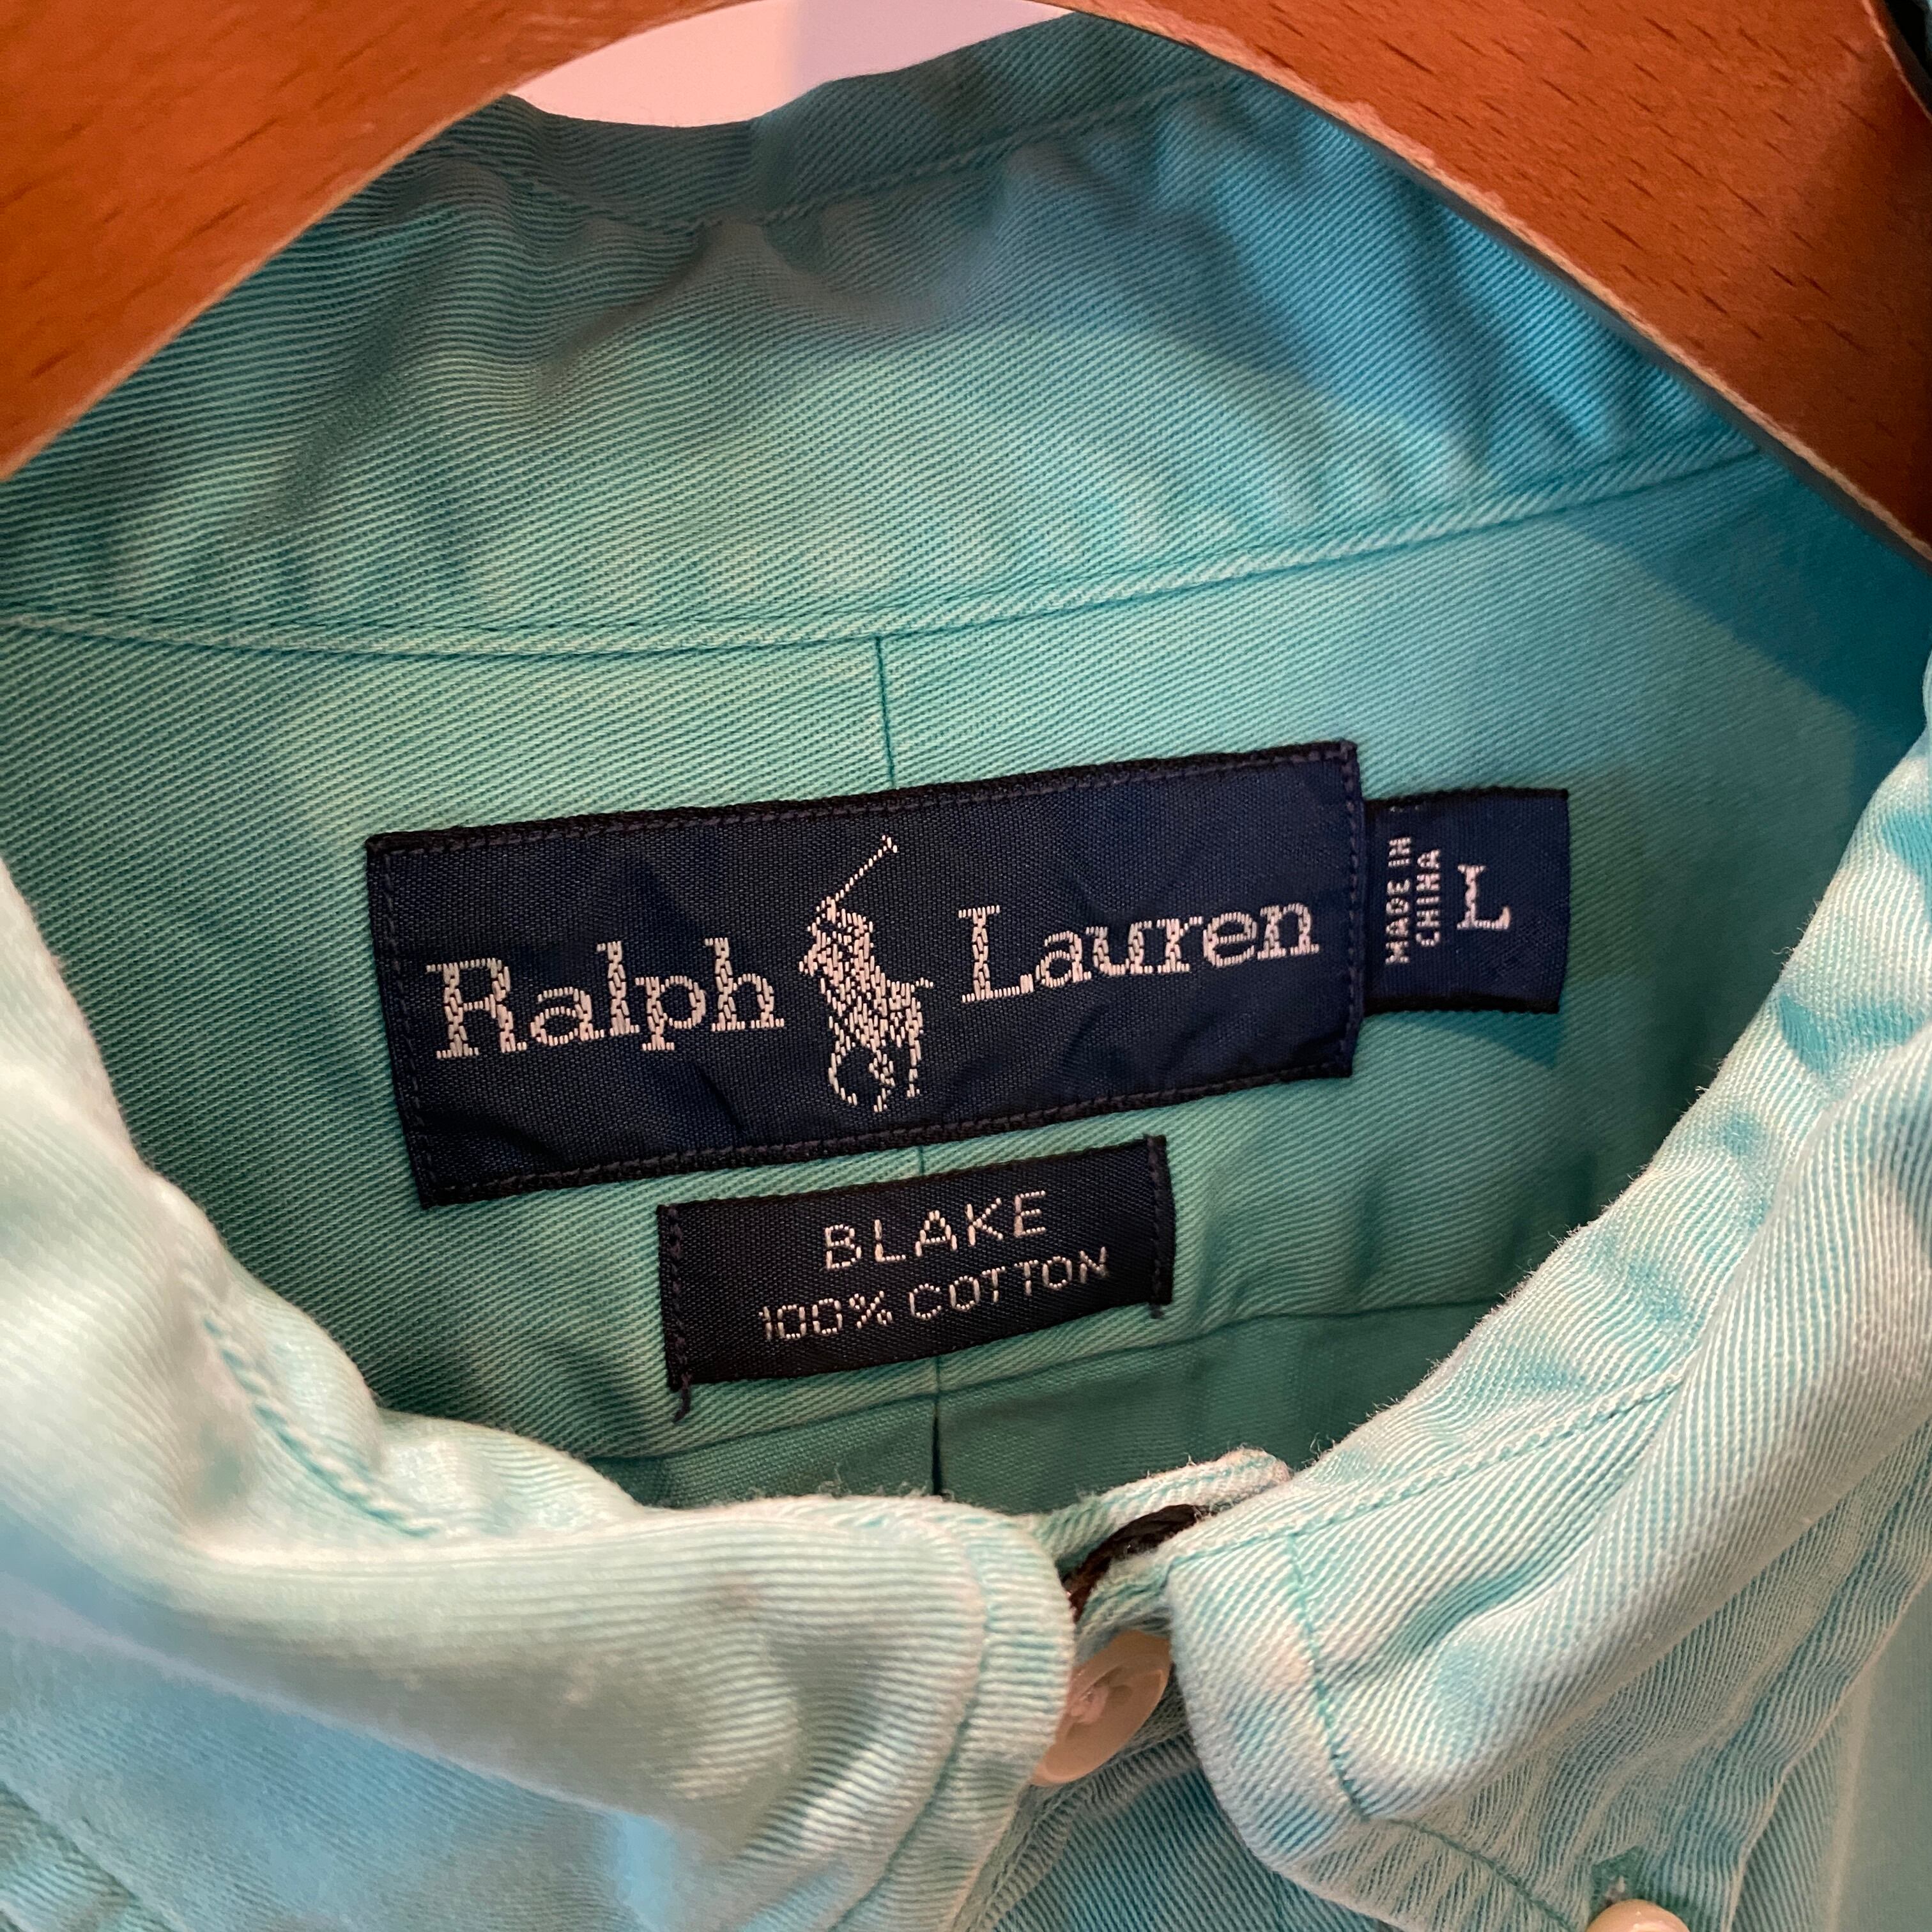 Ralph Lauren
MADE IN
CHINA
L
BLAKE
100% COTTON